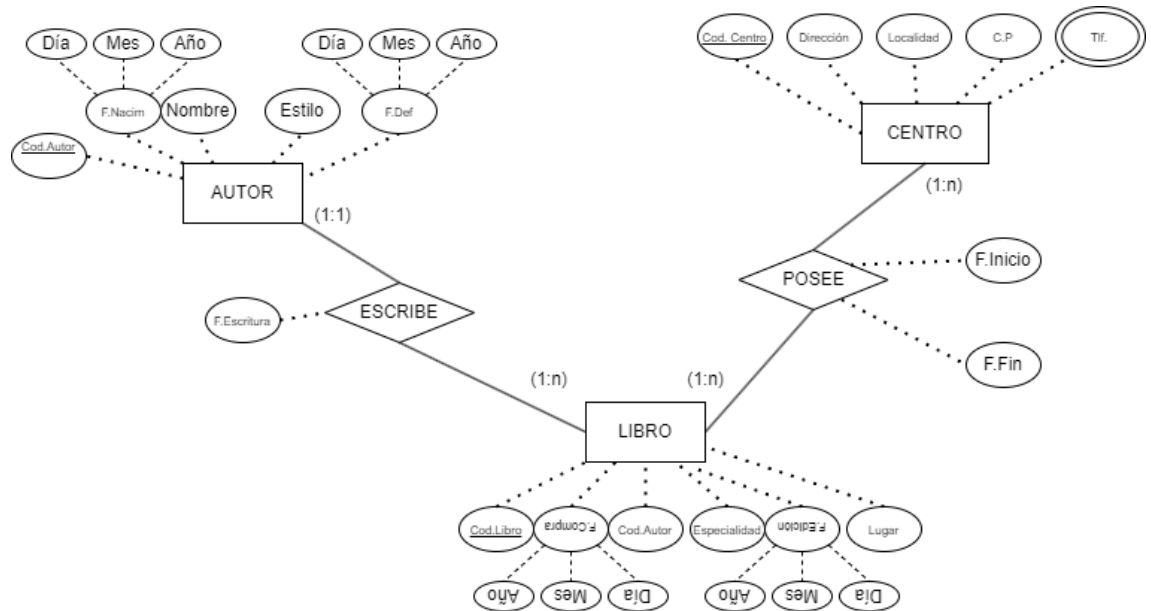 Día
Mes
Año
Día
Mes
Año
F.Nacim
Nombre
Estilo
F.Def
Cod.Autor
AUTOR
(1:1)
Cod. Centro
Dirección
Localidad
C.P
Tlf.
CENTRO
(1:n)
F.Escritura
ESCRIBE
POSEE
F.Inicio
F.Fin
(1:n)
(1:n)
LIBRO
Cod.Libro
F.Compra
Cod.Autor
Especialidad
F.Edición
Lugar
Año
Mes
Día
Año
Mes
Día